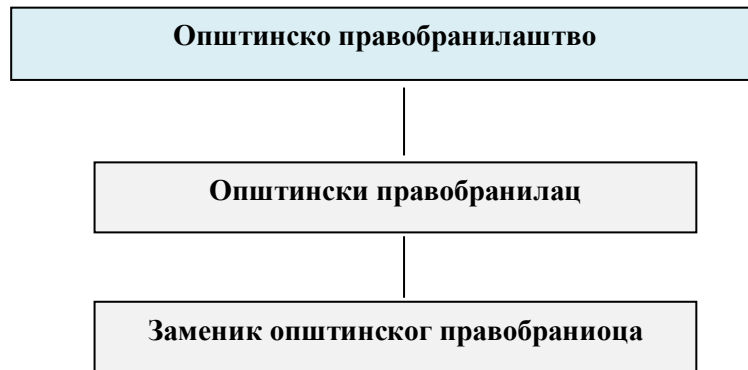 Општинско правобранилаштво
Општински правобранилац
Заменик општинског правобраниоца